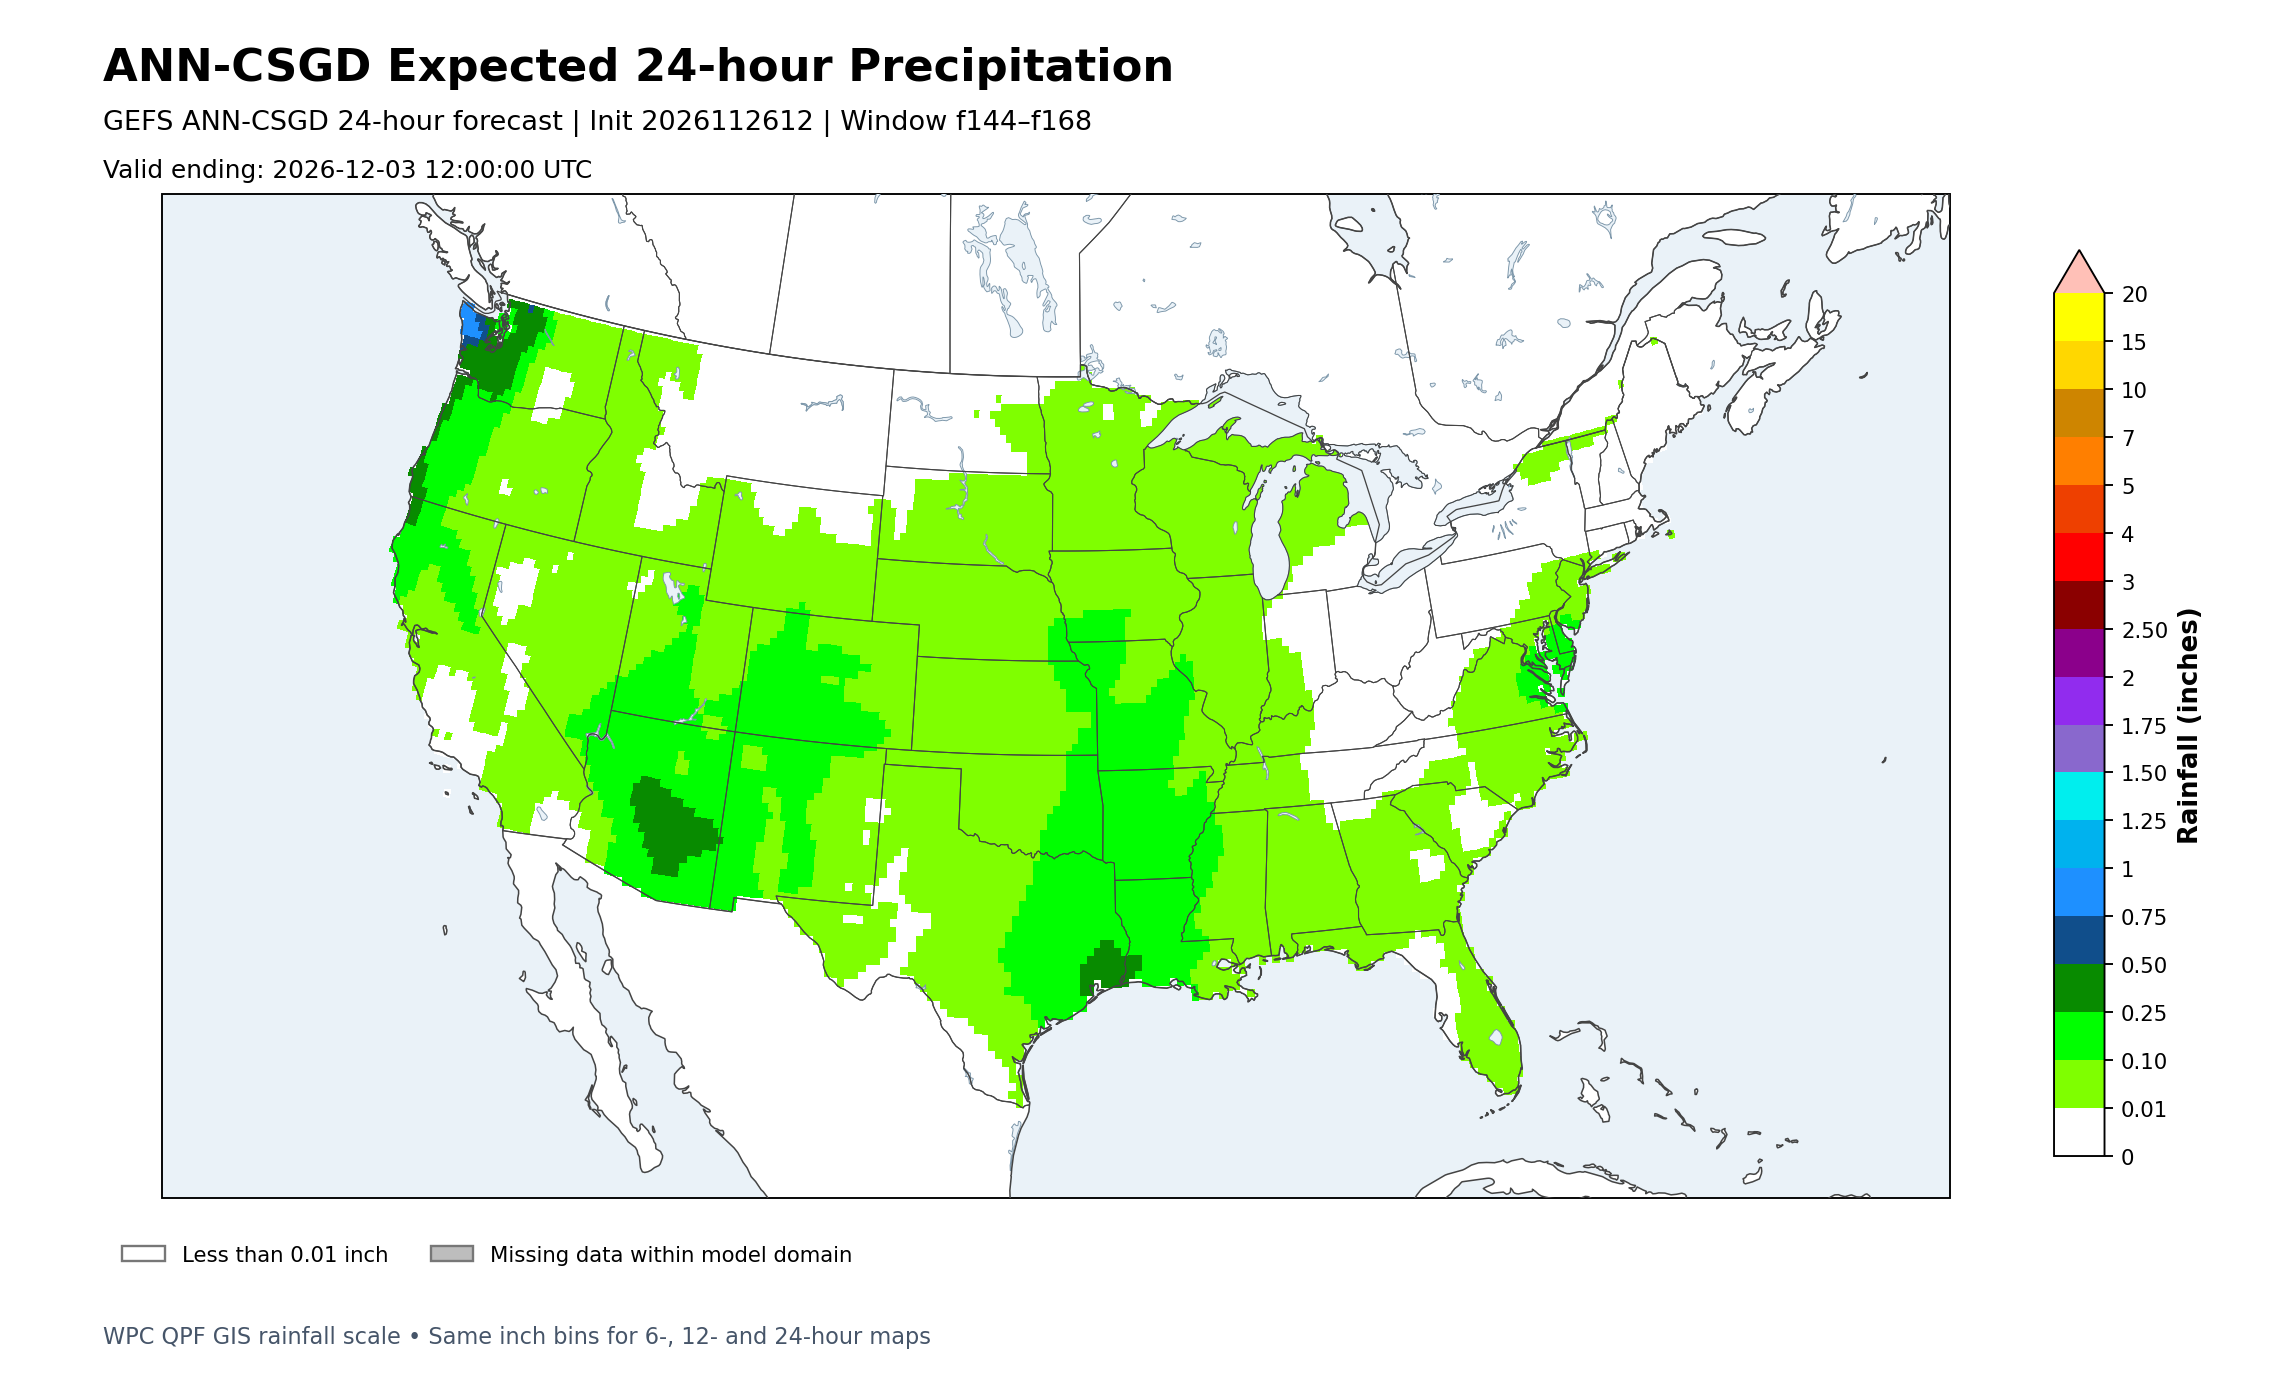 ANN-CSGD Expected 24-hour Precipitation
GEFS ANN-CSGD 24-hour forecast | Init 2026112612 | Window f144–f168
Valid ending: 2026-12-03 12:00:00 UTC
20
15
10
7
5
4
3
2.50
2
1.75
1.50
1.25
1
0.75
0.50
0.25
0.10
0.01
0
Rainfall (inches)
Less than 0.01 inch
Missing data within model domain
WPC QPF GIS rainfall scale • Same inch bins for 6-, 12- and 24-hour maps